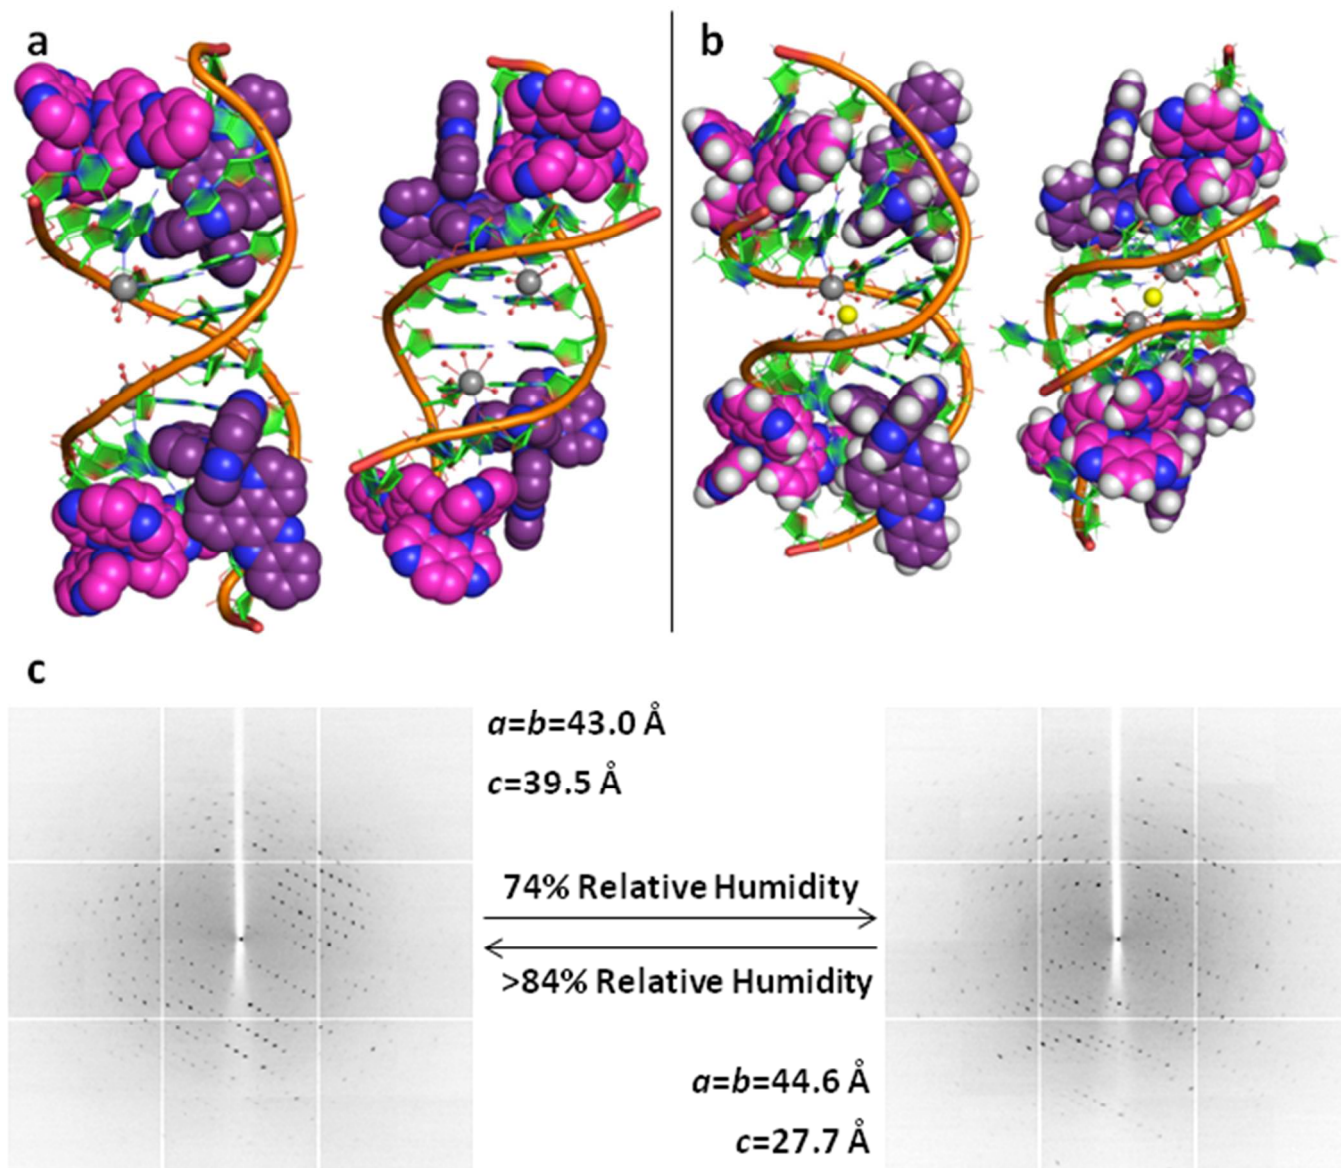 a
b
c
a=b=43.0 Å
c=39.5 Å
74% Relative Humidity
>84% Relative Humidity
a=b=44.6 Å
c=27.7 Å